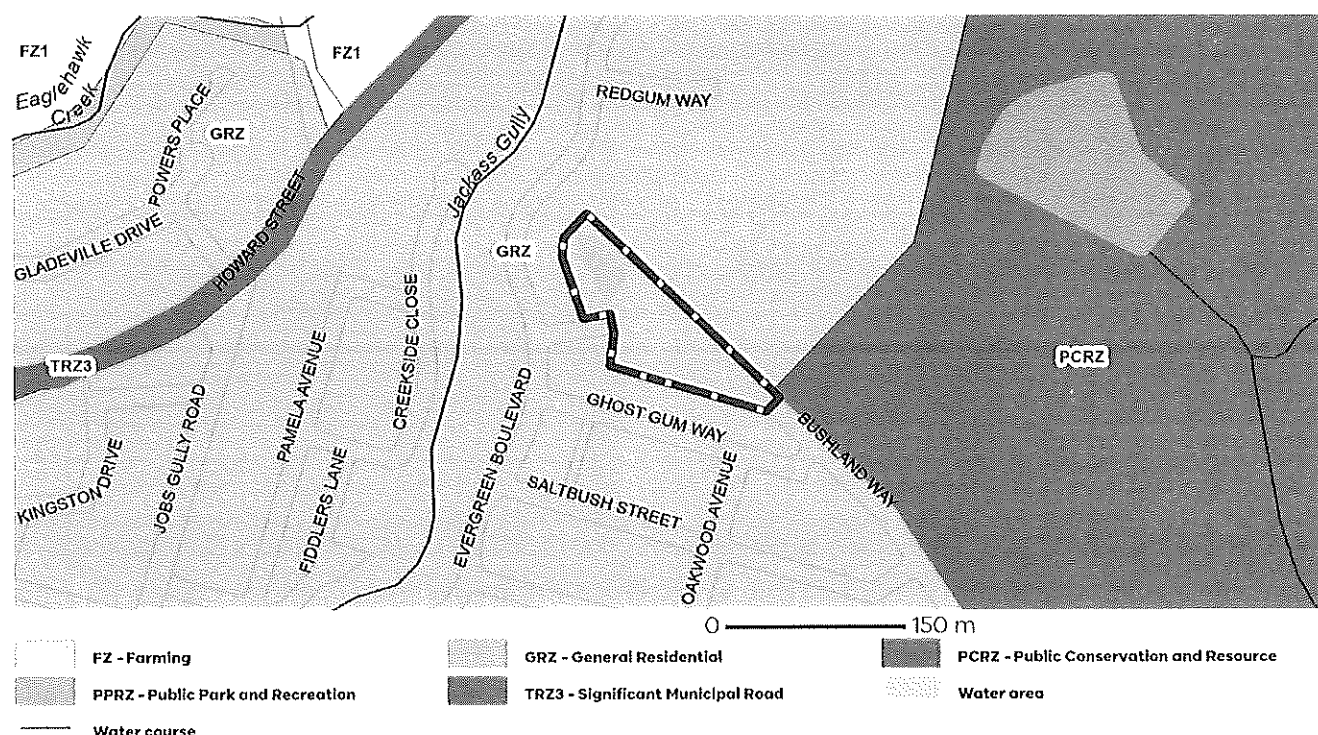 FZ1
Eaglehawk
Creek
FZ1
POWERS PLACE
GRZ
REDGUM WAY
Jackass Gully
HOWARD STREET
GLADEVILLE DRIVE
GRZ
CREEKSIDE CLOSE
TRZ3
PCRZ
PAMELA AVENUE
JOBS GULLY ROAD
EVERGREEN BOULEVARD
GHOST GUM WAY
BUSHLAND WAY
KINGSTON DRIVE
FIDDLERS LANE
SALTBUSH STREET
OAKWOOD AVENUE
0 150 m
FZ - Farming
GRZ - General Residential
PCRZ - Public Conservation and Resource
PPRZ - Public Park and Recreation
TRZ3 - Significant Municipal Road
Water area
Water course